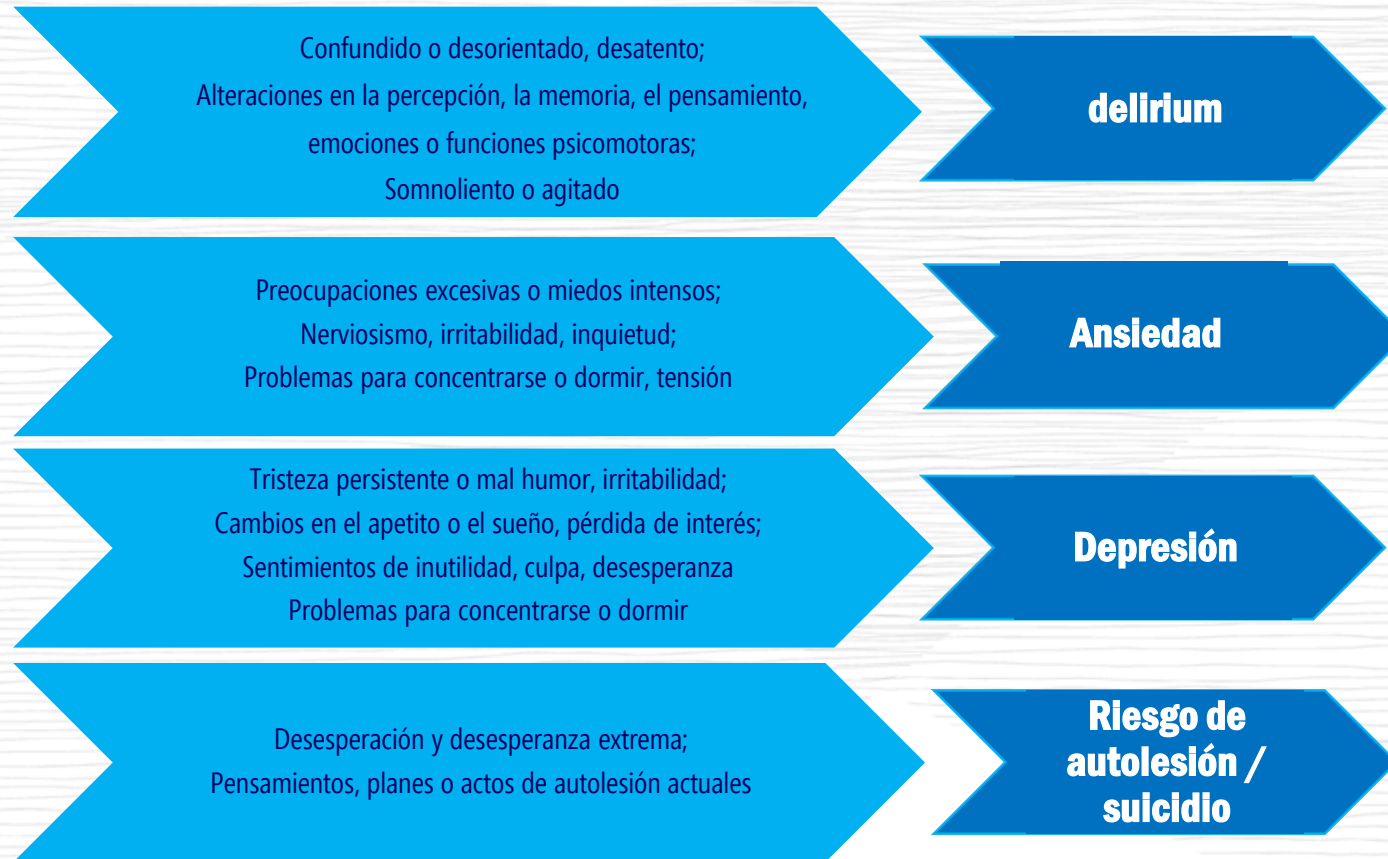 Confundido o desorientado, desatento;
Alteraciones en la percepción, la memoria, el pensamiento,
emociones o funciones psicomotoras;
Somnoliento o agitado
delirium
Preocupaciones excesivas o miedos intensos;
Nerviosismo, irritabilidad, inquietud;
Problemas para concentrarse o dormir, tensión
Ansiedad
Tristeza persistente o mal humor, irritabilidad;
Cambios en el apetito o el sueño, pérdida de interés;
Sentimientos de inutilidad, culpa, desesperanza
Problemas para concentrarse o dormir
Depresión
Desesperación y desesperanza extrema;
Pensamientos, planes o actos de autolesión actuales
Riesgo de
autolesión /
suicidio